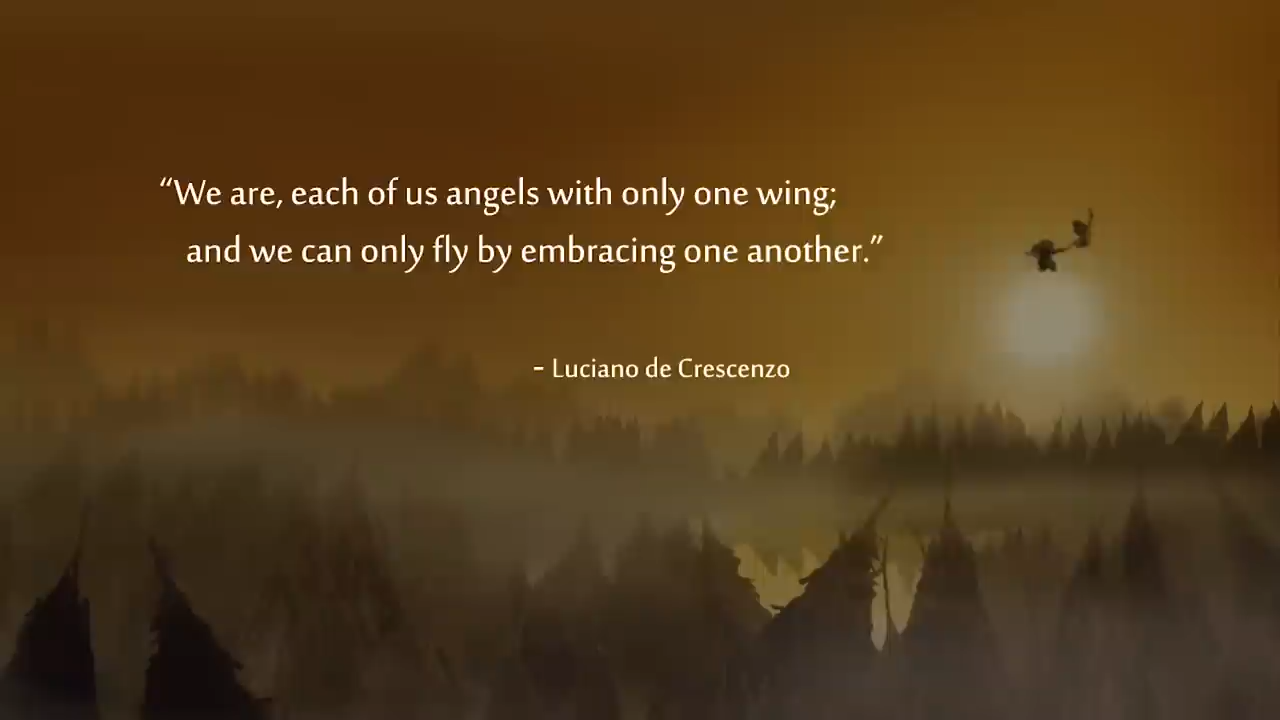 “We are, each of us angels with only one wing;
and we can only fly by embracing one another.”
- Luciano de Crescenzo